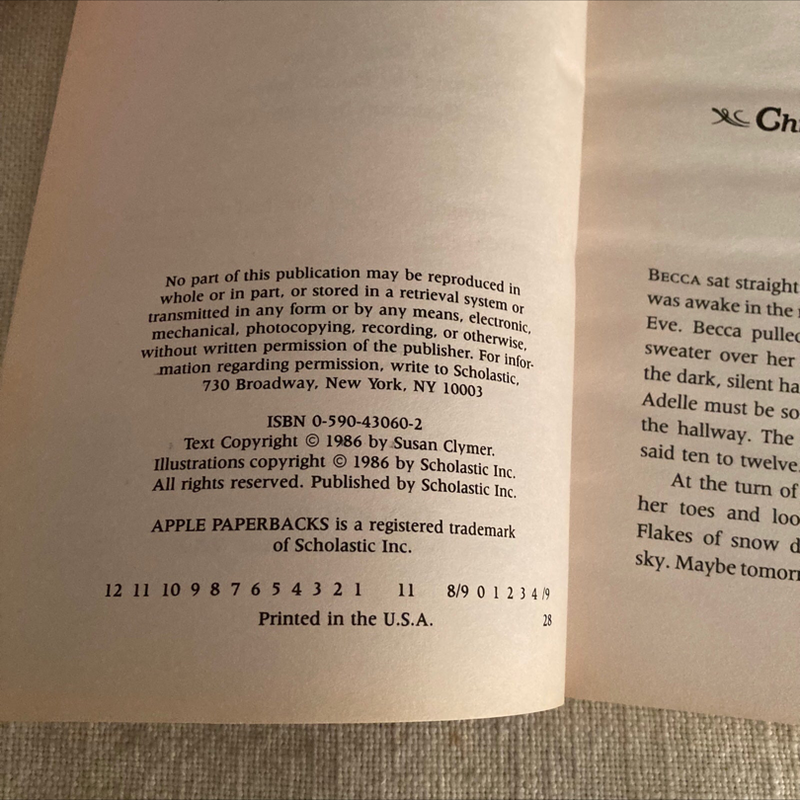 No part of this publication may be reproduced in
whole or in part, or stored in a retrieval system or
transmitted in any form or by any means, electronic,
mechanical, photocopying, recording, or otherwise,
without written permission of the publisher. For infor-
mation regarding permission, write to Scholastic,
730 Broadway, New York, NY 10003
ISBN 0-590-43060-2
Text Copyright © 1986 by Susan Clymer.
Illustrations copyright © 1986 by Scholastic Inc.
All rights reserved. Published by Scholastic Inc.
APPLE PAPERBACKS is a registered trademark
of Scholastic Inc.
12 11 10 9 8 7 6 5 4 3 2 1 11 8/9 0 1 2 3 4 /9
Printed in the U.S.A. 28
BECCA sat straight
was awake in the
Eve. Becca pulled
sweater over her
the dark, silent
Adelle must be so
the hallway. The
said ten to twelve.
At the turn of
her toes and
Flakes of snow
sky. Maybe